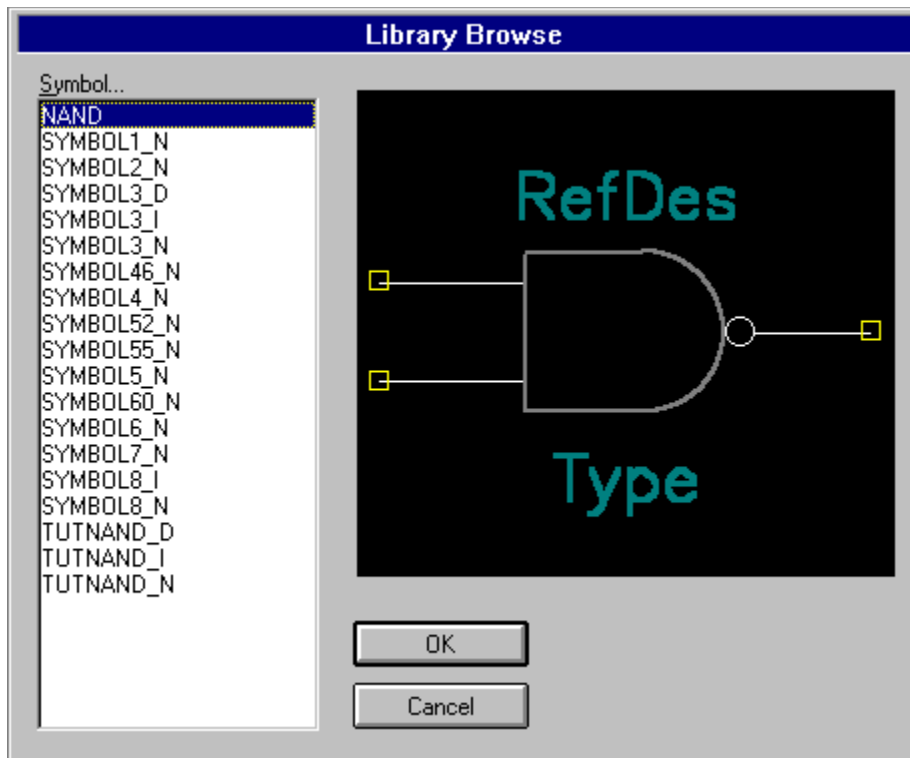 Library Browse
Symbol...
NAND
SYMBOL1_N
SYMBOL2_N
SYMBOL3_D
SYMBOL3_I
SYMBOL3_N
SYMBOL46_N
SYMBOL4_N
SYMBOL52_N
SYMBOL55_N
SYMBOL5_N
SYMBOL60_N
SYMBOL6_N
SYMBOL7_N
SYMBOL8_I
SYMBOL8_N
TUTNAND_D
TUTNAND_I
TUTNAND_N
RefDes
Type
OK
Cancel